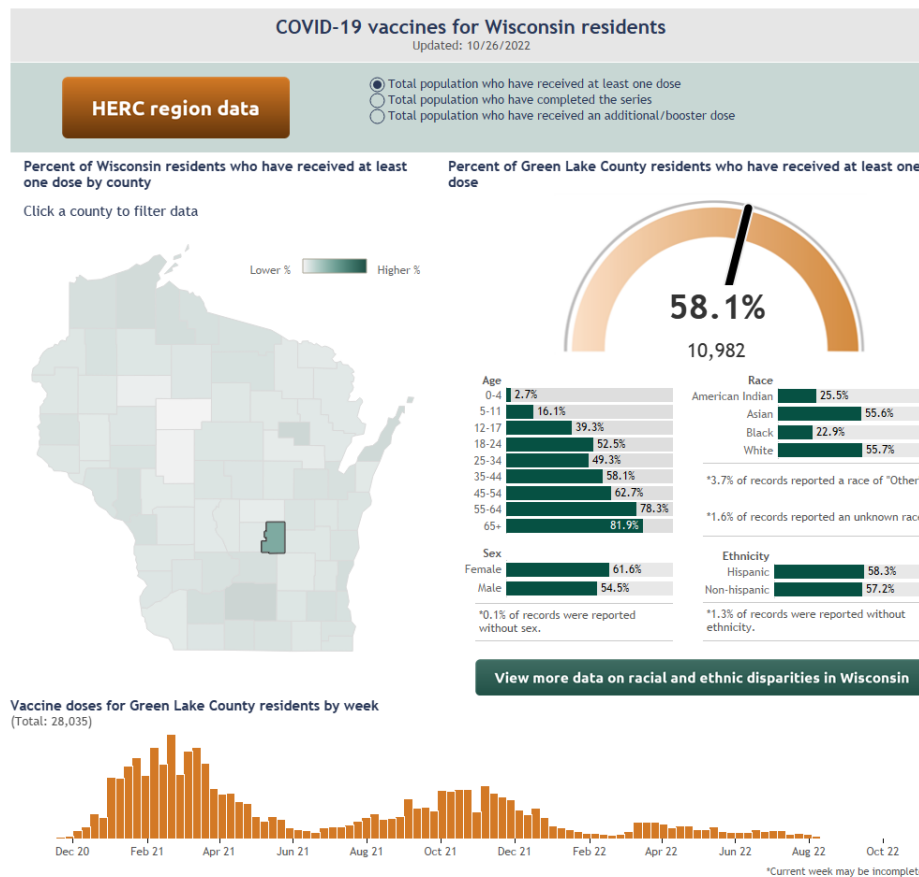 COVID-19 vaccines for Wisconsin residents
Updated: 10/26/2022
HERC region data
Total population who have received at least one dose
Total population who have completed the series
Total population who have received an additional/booster dose
Percent of Wisconsin residents who have received at least
one dose by county
Click a county to filter data
Lower %
Higher %
Percent of Green Lake County residents who have received at least one
dose
58.1%
10,982
Age
0-4 2.7%
5-11 16.1%
12-17 39.3%
18-24 52.5%
25-34 49.3%
35-44 58.1%
45-54 62.7%
55-64 78.3%
65+ 81.9%
Sex
Female 61.6%
Male 54.5%
*0.1% of records were reported
without sex.
Race
American Indian 25.5%
Asian 55.6%
Black 22.9%
White 55.7%
*3.7% of records reported a race of "Other
*1.6% of records reported an unknown race
Ethnicity
Hispanic 58.3%
Non-hispanic 57.2%
*1.3% of records were reported without
ethnicity.
View more data on racial and ethnic disparities in Wisconsin
Vaccine doses for Green Lake County residents by week
(Total: 28,035)
Dec 20 Feb 21 Apr 21 Jun 21 Aug 21 Oct 21 Dec 21 Feb 22 Apr 22 Jun 22 Aug 22 Oct 22
*Current week may be incomplete